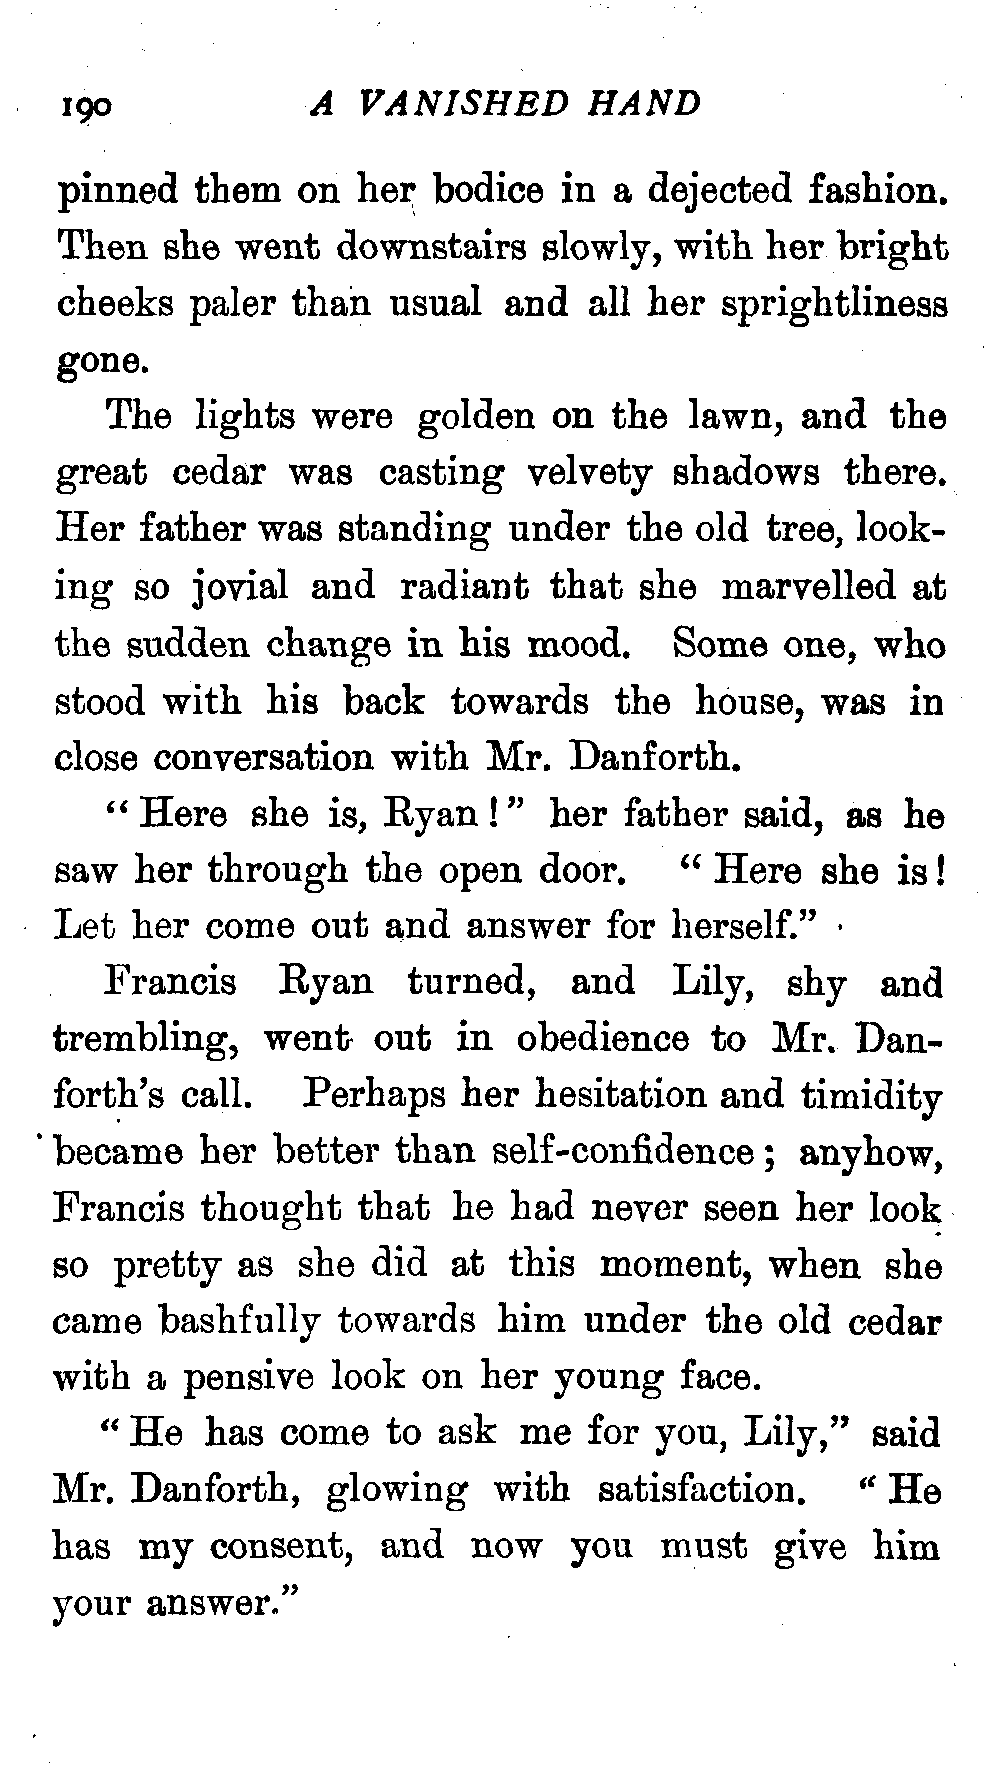 190 A VANISHED HAND
pinned them on her bodice in a dejected fashion.
Then she went downstairs slowly, with her bright
cheeks paler than usual and all her sprightliness
gone.
The lights were golden on the lawn, and the
great cedar was casting velvety shadows there.
Her father was standing under the old tree, look-
ing so jovial and radiant that she marvelled at
the sudden change in his mood. Some one, who
stood with his back towards the house, was in
close conversation with Mr. Danforth.
“Here she is, Ryan!” her father said, as he
saw her through the open door. “Here she is!
Let her come out and answer for herself.”
Francis Ryan turned, and Lily, shy and
trembling, went out in obedience to Mr. Dan-
forth’s call. Perhaps her hesitation and timidity
became her better than self-confidence; anyhow,
Francis thought that he had never seen her look
so pretty as she did at this moment, when she
came bashfully towards him under the old cedar
with a pensive look on her young face.
“He has come to ask me for you, Lily,” said
Mr. Danforth, glowing with satisfaction. “He
has my consent, and now you must give him
your answer.”